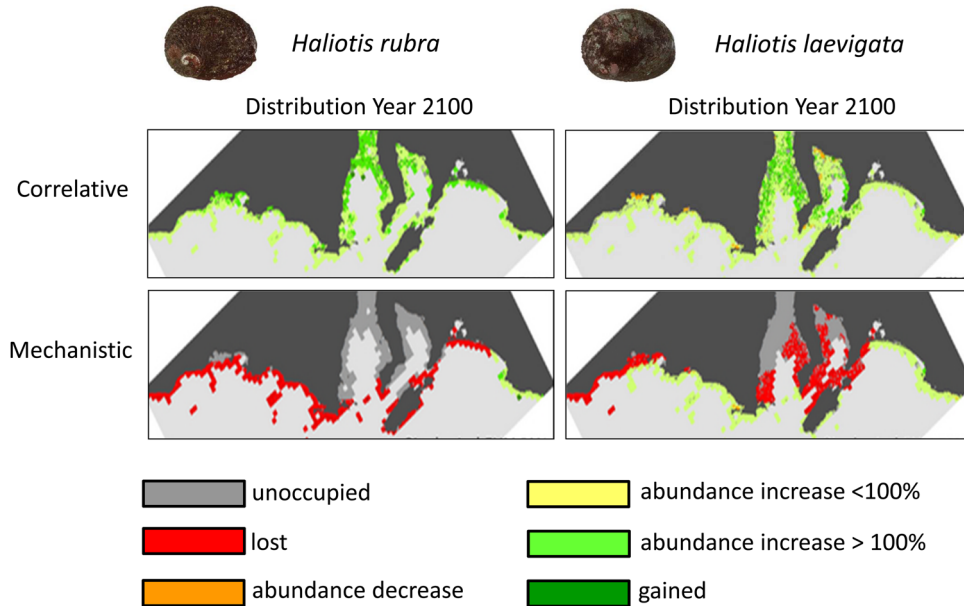 Haliotis rubra
Haliotis laevigata
Distribution Year 2100
Distribution Year 2100
Correlative
Mechanistic
unoccupied
abundance increase <100%
lost
abundance increase > 100%
abundance decrease
gained